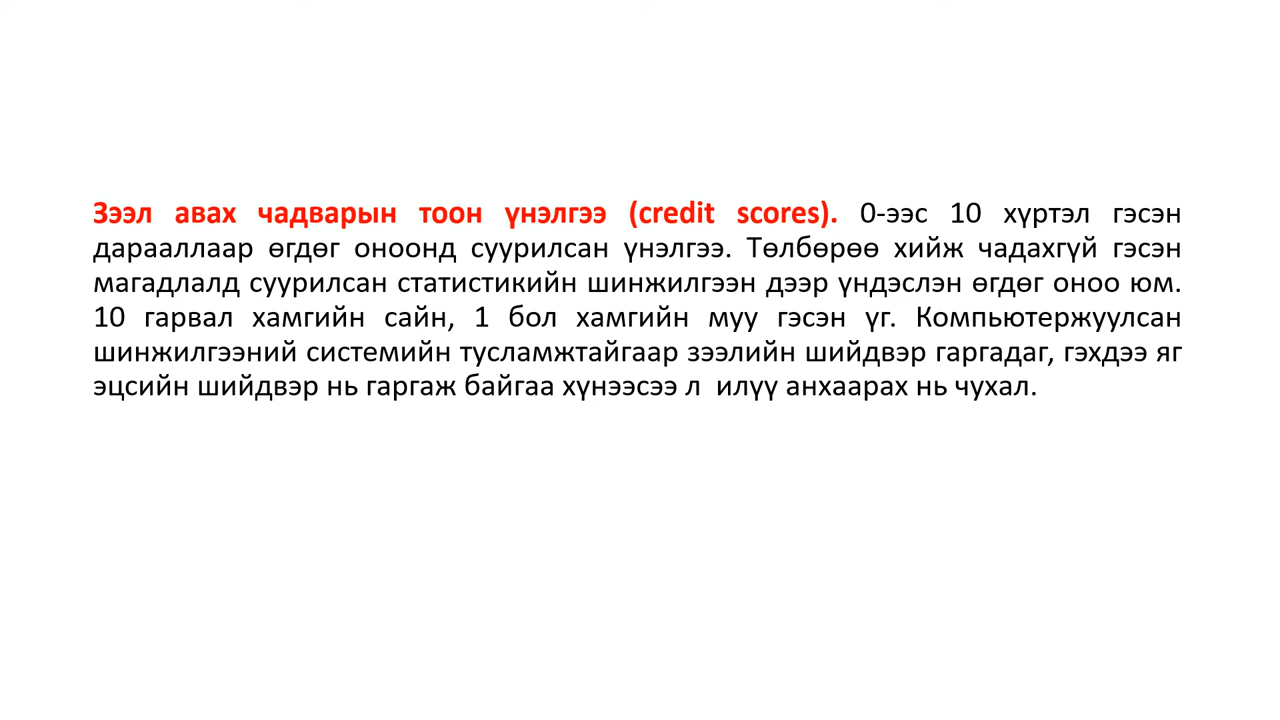 Зээл авах чадварын тоон үнэлгээ (credit scores). 0-ээс 10 хүртэл гэсэн
дарааллаар өгдөг оноонд суурилсан үнэлгээ. Төлбөрөө хийж чадахгүй гэсэн
магадлалд суурилсан статистикийн шинжилгээн дээр үндэслэн өгдөг оноо юм.
10 гарвал хамгийн сайн, 1 бол хамгийн муу гэсэн үг. Компьютержуулсан
шинжилгээний системийн тусламжтайгаар зээлийн шийдвэр гаргадаг, гэхдээ яг
эцсийн шийдвэр нь гаргаж байгаа хүнээсээ л илүү анхаарах нь чухал.